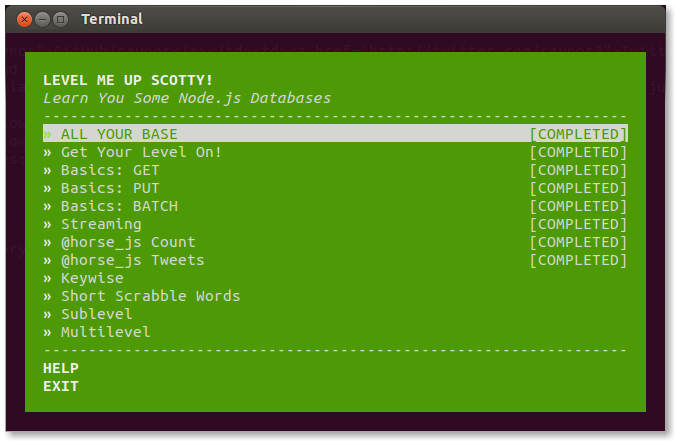 Terminal
LEVEL ME UP SCOTTY!
Learn You Some Node.js Databases
-----------------------------------------------------------------
» ALL YOUR BASE [COMPLETED]
» Get Your Level On! [COMPLETED]
» Basics: GET [COMPLETED]
» Basics: PUT [COMPLETED]
» Basics: BATCH [COMPLETED]
» Streaming [COMPLETED]
» @horse_js Count [COMPLETED]
» @horse_js Tweets [COMPLETED]
» Keywise
» Short Scrabble Words
» Sublevel
» Multilevel
-----------------------------------------------------------------
HELP
EXIT